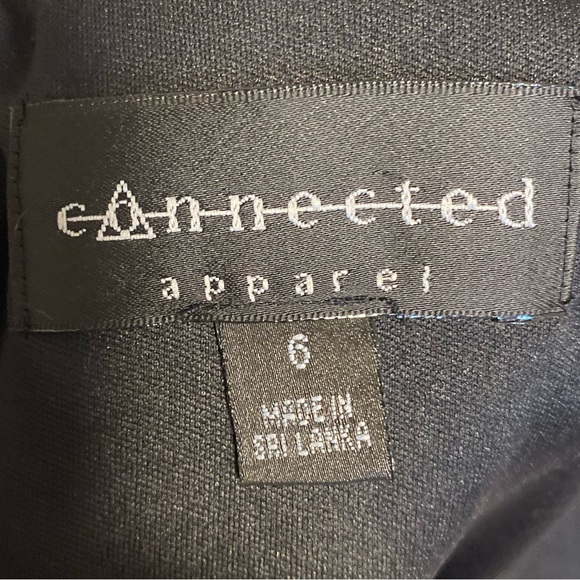 connected
apparel
6
MADE IN
SRI LANKA